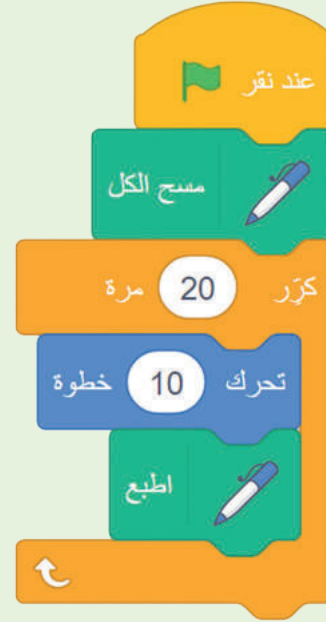 عند نقر
مسح الكل
كرِّر 20 مرة
تحرك 10 خطوة
اطبع